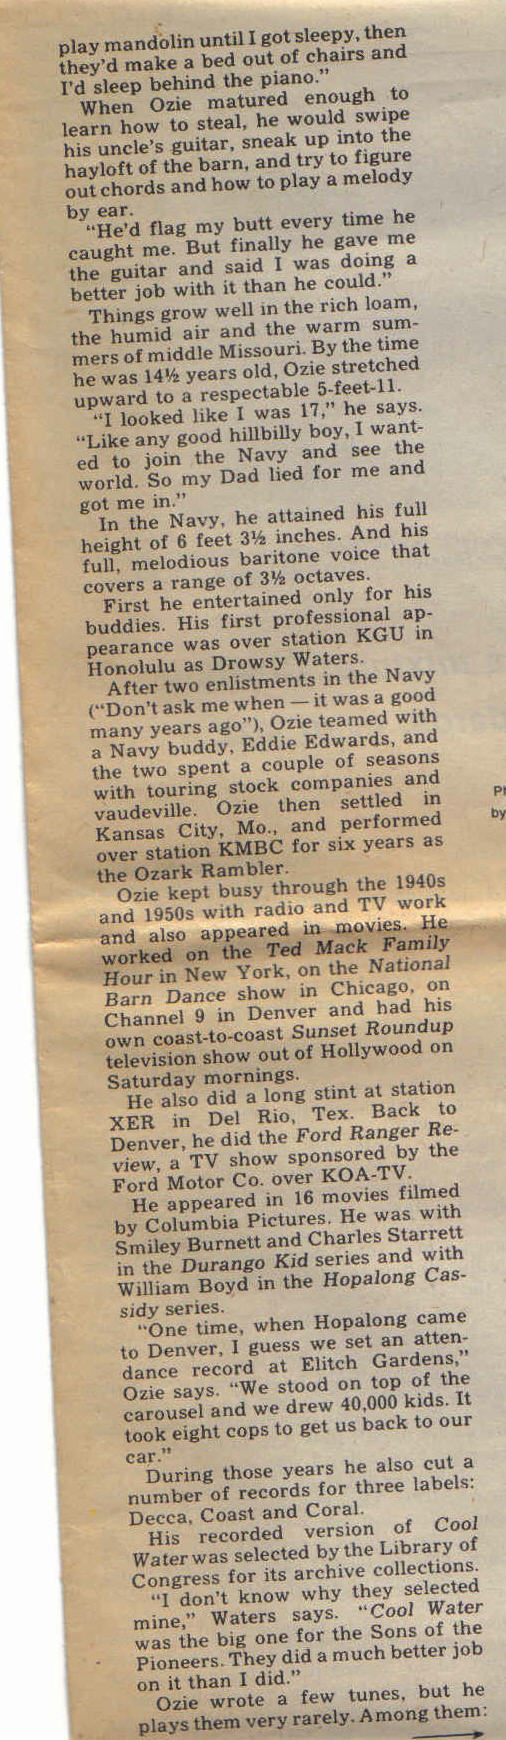 play mandolin until I got sleepy, then
they'd make a bed out of chairs and
I'd sleep behind the piano."
When Ozie matured enough to
learn how to steal, he would swipe
his uncle's guitar, sneak up into the
hayloft of the barn, and try to figure
out chords and how to play a melody
by ear.
"He'd flag my butt every time he
caught me. But finally he gave me
the guitar and said I was doing a
better job with it than he could."
Things grow well in the rich loam,
the humid air and the warm sum-
mers of middle Missouri. By the time
he was 14½ years old, Ozie stretched
upward to a respectable 5-feet-11.
"I looked like I was 17," he says.
"Like any good hillbilly boy, I want-
ed to join the Navy and see the
world. So my Dad lied for me and
got me in."
In the Navy, he attained his full
height of 6 feet 3½ inches. And his
full, melodious baritone voice that
covers a range of 3½ octaves.
First he entertained only for his
buddies. His first professional ap-
pearance was over station KGU in
Honolulu as Drowsy Waters.
After two enlistments in the Navy
("Don't ask me when — it was a good
many years ago"), Ozie teamed with
a Navy buddy, Eddie Edwards, and
the two spent a couple of seasons
with touring stock companies and
vaudeville. Ozie then settled in
Kansas City, Mo., and performed
over station KMBC for six years as
the Ozark Rambler.
Ozie kept busy through the 1940s
and 1950s with radio and TV work
and also appeared in movies. He
worked on the Ted Mack Family
Hour in New York, on the National
Barn Dance show in Chicago, on
Channel 9 in Denver and had his
own coast-to-coast Sunset Roundup
television show out of Hollywood on
Saturday mornings.
He also did a long stint at station
XER in Del Rio, Tex. Back to
Denver, he did the Ford Ranger Re-
view, a TV show sponsored by the
Ford Motor Co. over KOA-TV.
He appeared in 16 movies filmed
by Columbia Pictures. He was with
Smiley Burnett and Charles Starrett
in the Durango Kid series and with
William Boyd in the Hopalong Cas-
sidy series.
"One time, when Hopalong came
to Denver, I guess we set an atten-
dance record at Elitch Gardens,"
Ozie says. "We stood on top of the
carousel and we drew 40,000 kids. It
took eight cops to get us back to our
car."
During those years he also cut a
number of records for three labels:
Decca, Coast and Coral.
His recorded version of Cool
Water was selected by the Library of
Congress for its archive collections.
"I don't know why they selected
mine," Waters says. "Cool Water
was the big one for the Sons of the
Pioneers. They did a much better job
on it than I did."
Ozie wrote a few tunes, but he
plays them very rarely. Among them:
by